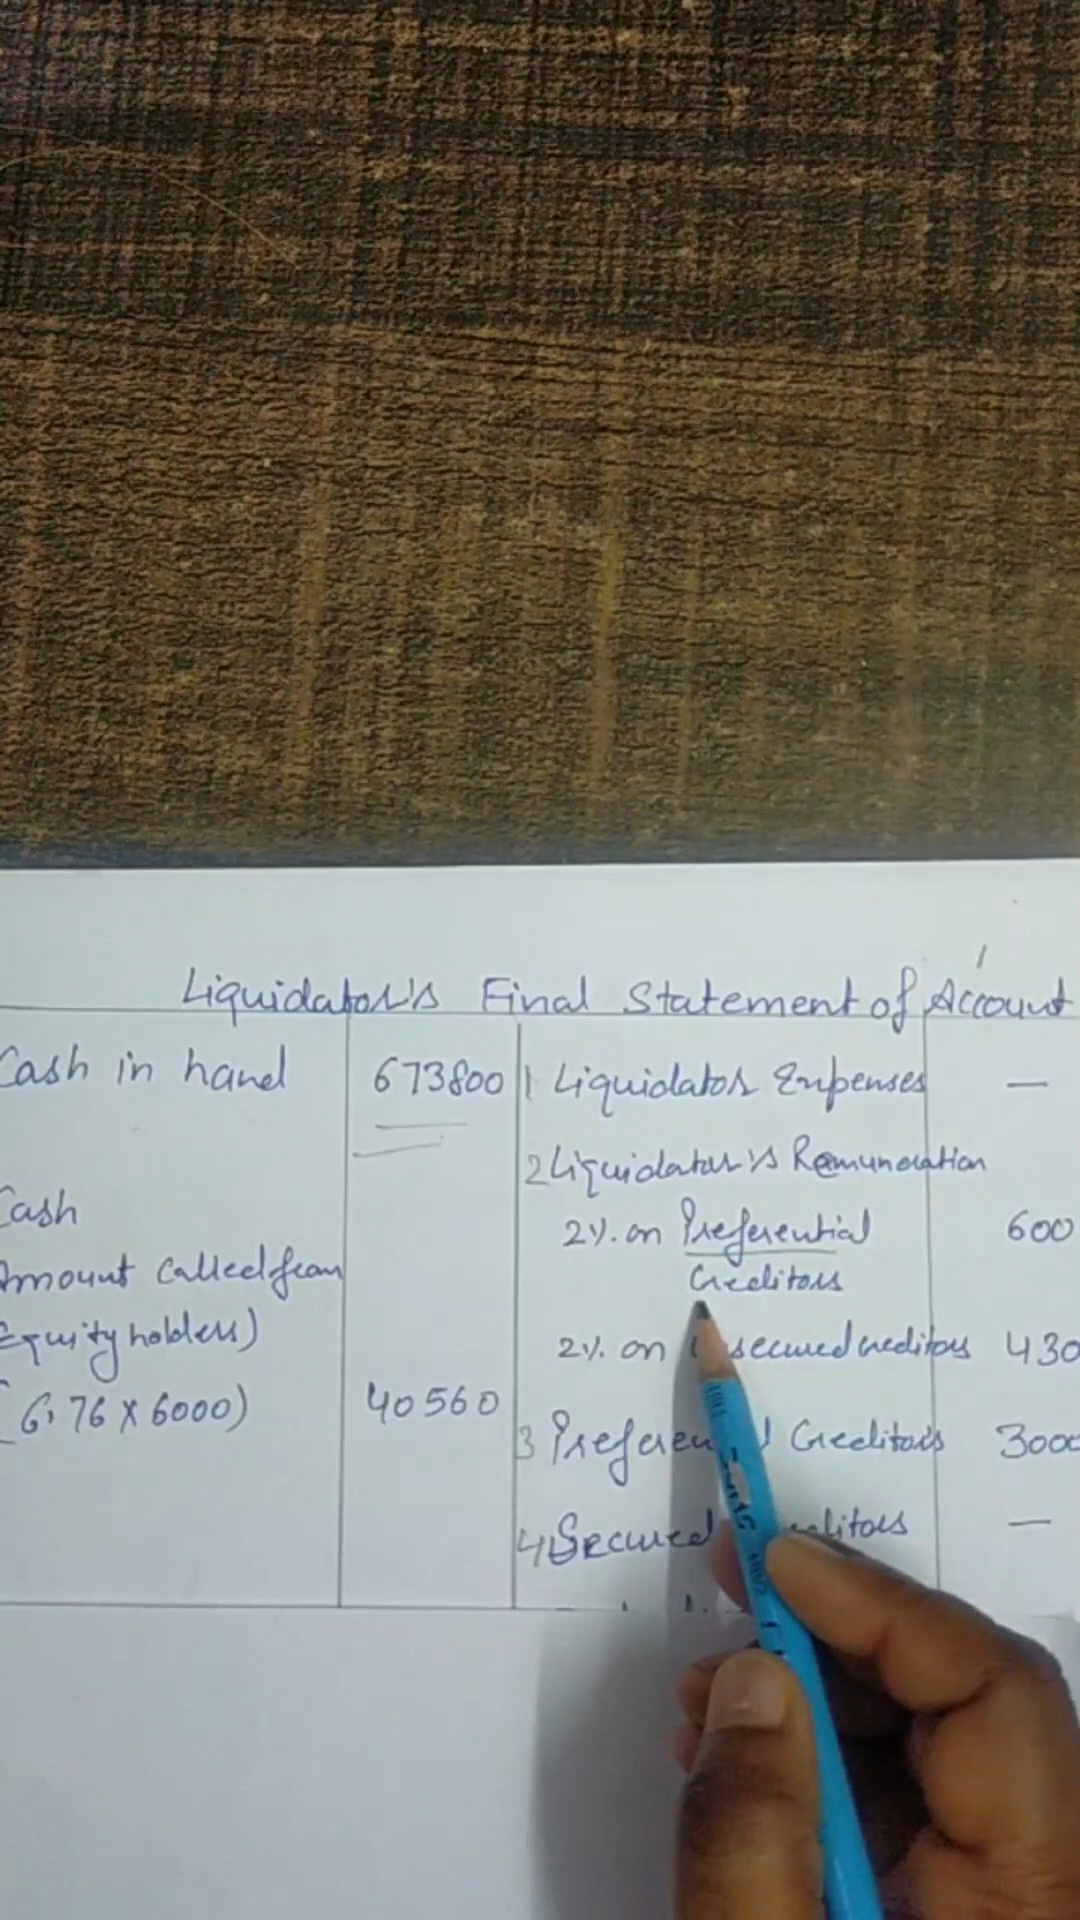 Liquidator's Final Statement of Account
Cash in hand 673800 1 Liquidator Expenses —
2 Liquidator's Remuneration
Cash
2% on Preferential 600
Amount Called from Creditors
Equity holders) 2% on secured creditors 430
(6.76 X 6000) 40560
3 Creditors 3000
4 Secured —